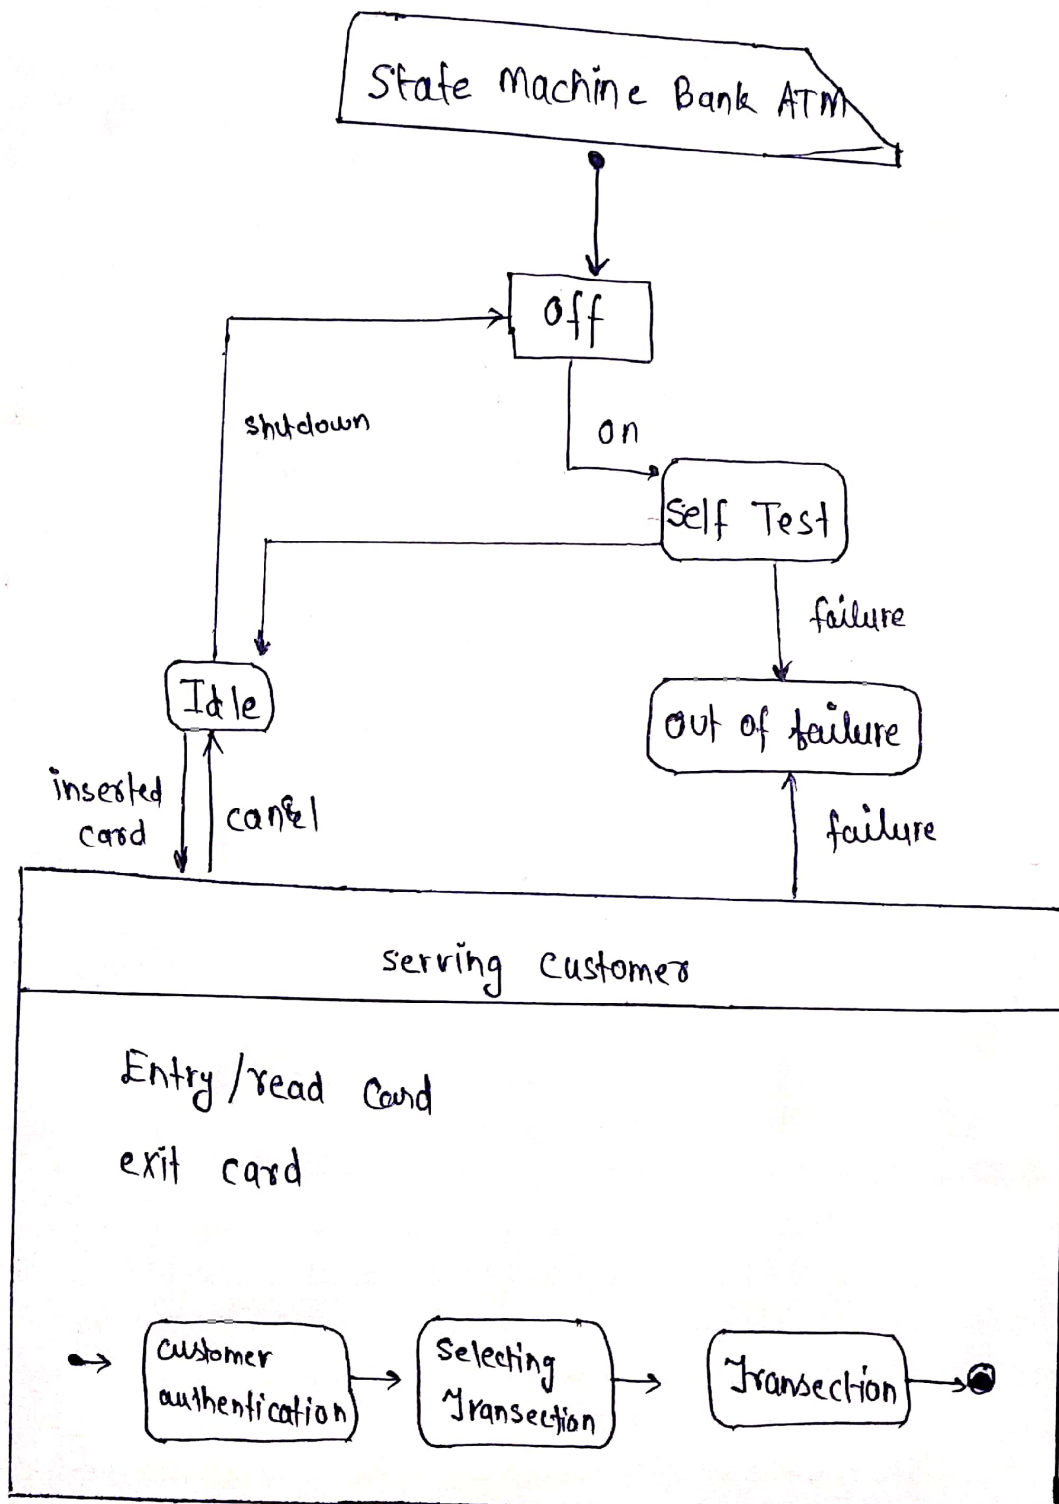 State Machine Bank ATM
Off
shutdown
on
Self Test
failure
Idle
out of failure
inserted
card
cancel
failure
serving customer
Entry/read Card
exit card
customer
authentication
Selecting
Transection
Transection